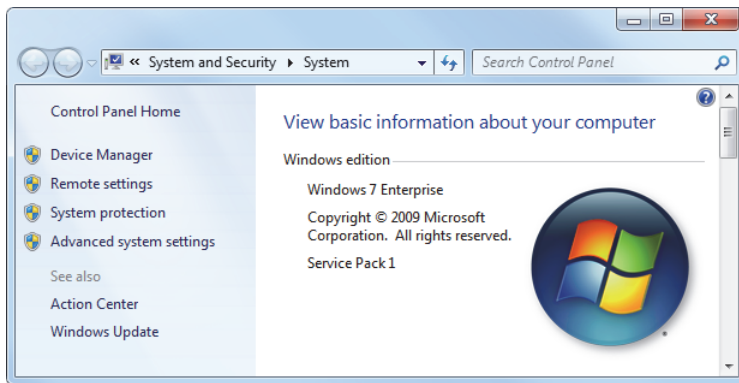 « System and Security ▸ System
Search Control Panel
Control Panel Home
Device Manager
Remote settings
System protection
Advanced system settings
See also
Action Center
Windows Update
View basic information about your computer
Windows edition
Windows 7 Enterprise
Copyright © 2009 Microsoft
Corporation. All rights reserved.
Service Pack 1